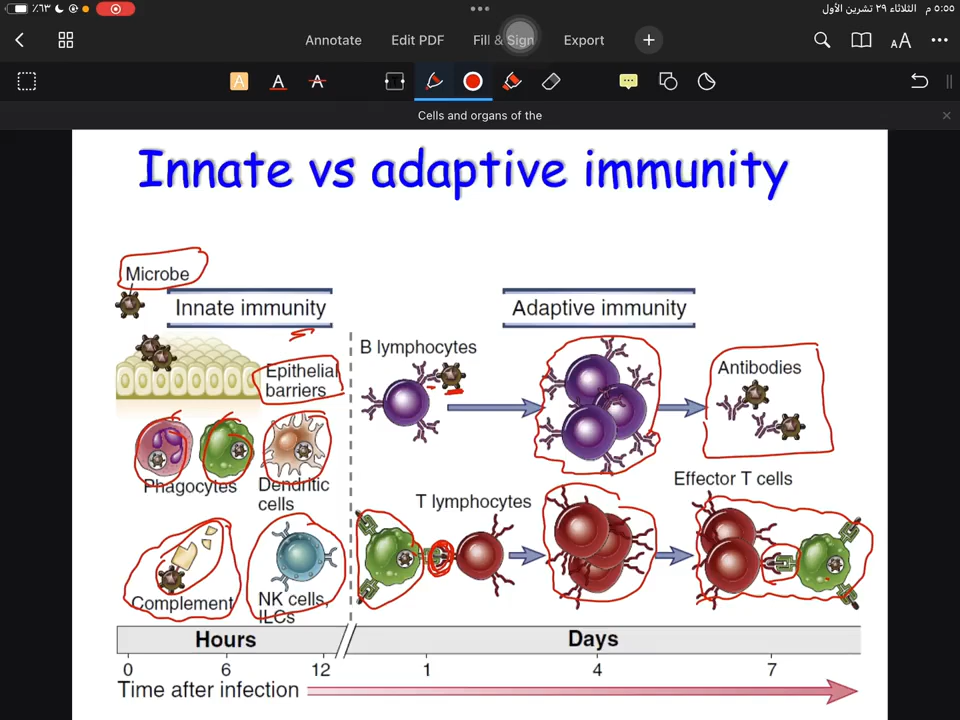 ٪٦٣
٥:٥٥ م الثلاثاء ٢٩ تشرين الأول
Annotate Edit PDF Fill & Sign Export
AA
Cells and organs of the
Innate vs adaptive immunity
Microbe
Innate immunity
Adaptive immunity
Epithelial
barriers
B lymphocytes
Antibodies
Phagocytes
Dendritic
cells
T lymphocytes
Effector T cells
Complement
NK cells,
ILCs
Hours Days
0 6 12 1 4 7
Time after infection